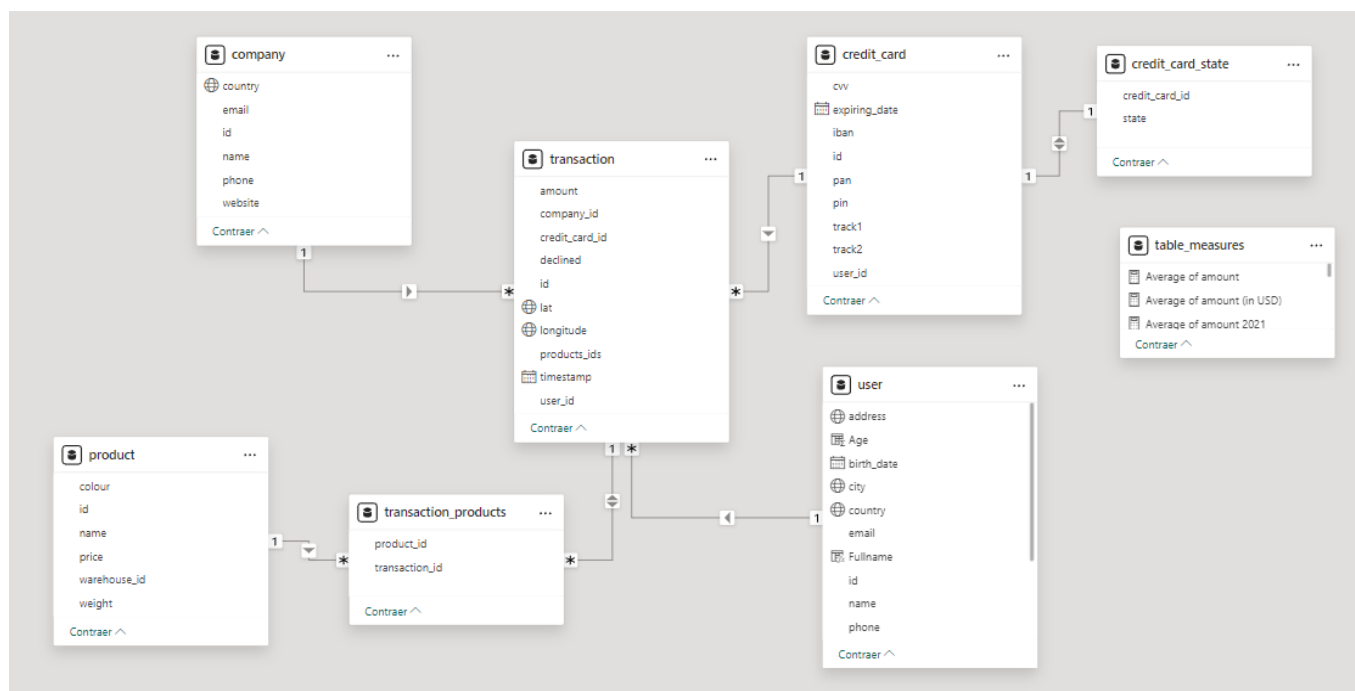 company
country
email
id
name
phone
website
Contraer
1
*
transaction
amount
company_id
credit_card_id
declined
id
lat
longitude
products_ids
timestamp
user_id
Contraer
1 *
*
credit_card
cvv
expiring_date
iban
id
pan
pin
track1
track2
user_id
Contraer
1
1
credit_card_state
credit_card_id
state
Contraer
1
table_measures
Average of amount
Average of amount (in USD)
Average of amount 2021
Contraer
user
address
Age
birth_date
city
country
email
Fullname
id
name
phone
Contraer
1
product
colour
id
name
price
warehouse_id
weight
Contraer
1
*
transaction_products
product_id
transaction_id
Contraer
*